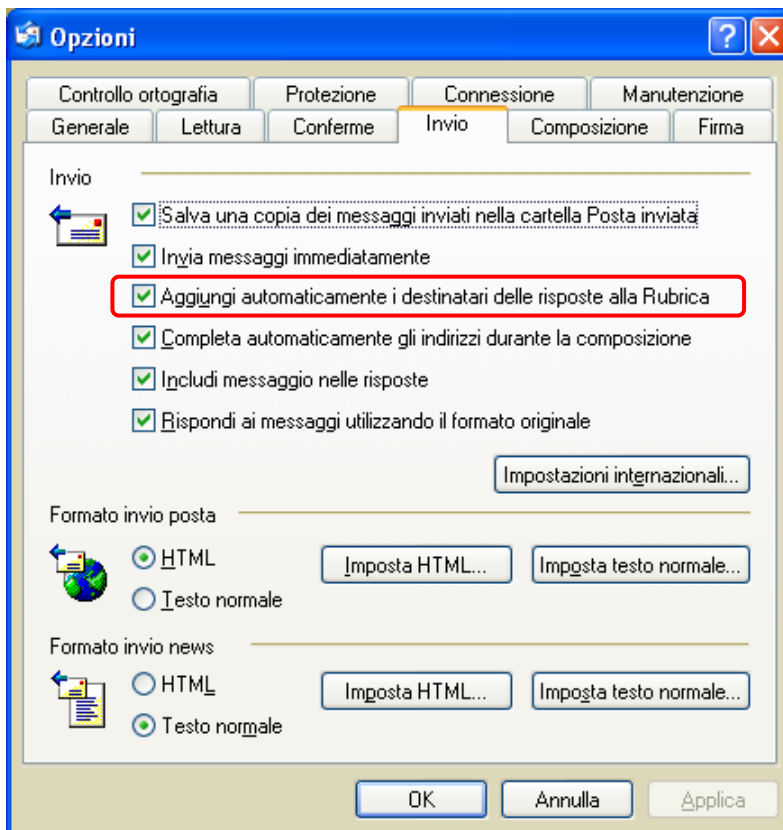 Opzioni
Controllo ortografia Protezione Connessione Manutenzione
Generale Lettura Conferme Invio Composizione Firma
Invio
Salva una copia dei messaggi inviati nella cartella Posta inviata
Invia messaggi immediatamente
Aggiungi automaticamente i destinatari delle risposte alla Rubrica
Completa automaticamente gli indirizzi durante la composizione
Includi messaggio nelle risposte
Rispondi ai messaggi utilizzando il formato originale
Impostazioni internazionali...
Formato invio posta
HTML Imposta HTML... Imposta testo normale...
Testo normale
Formato invio news
HTML Imposta HTML... Imposta testo normale...
Testo normale
OK Annulla Applica